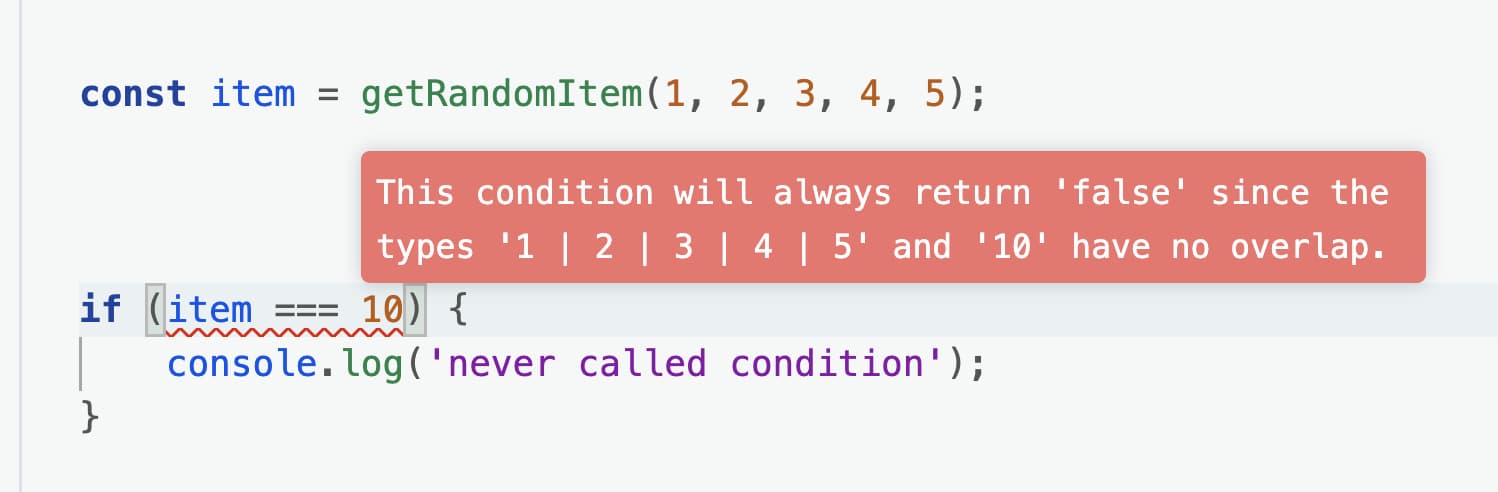 const item = getRandomItem(1, 2, 3, 4, 5);
This condition will always return 'false' since the
types '1 | 2 | 3 | 4 | 5' and '10' have no overlap.
if (item === 10) {
    console.log('never called condition');
}